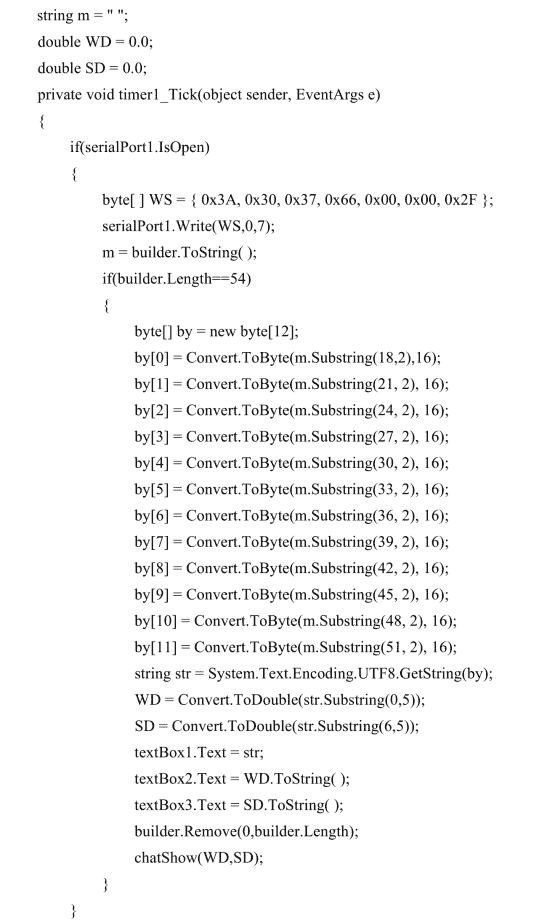 string m = " ";
double WD = 0.0;
double SD = 0.0;
private void timer1_Tick(object sender, EventArgs e)
{
if(serialPort1.IsOpen)
{
byte[ ] WS = { 0x3A, 0x30, 0x37, 0x66, 0x00, 0x00, 0x2F };
serialPort1.Write(WS,0,7);
m = builder.ToString( );
if(builder.Length==54)
{
byte[] by = new byte[12];
by[0] = Convert.ToByte(m.Substring(18,2),16);
by[1] = Convert.ToByte(m.Substring(21, 2), 16);
by[2] = Convert.ToByte(m.Substring(24, 2), 16);
by[3] = Convert.ToByte(m.Substring(27, 2), 16);
by[4] = Convert.ToByte(m.Substring(30, 2), 16);
by[5] = Convert.ToByte(m.Substring(33, 2), 16);
by[6] = Convert.ToByte(m.Substring(36, 2), 16);
by[7] = Convert.ToByte(m.Substring(39, 2), 16);
by[8] = Convert.ToByte(m.Substring(42, 2), 16);
by[9] = Convert.ToByte(m.Substring(45, 2), 16);
by[10] = Convert.ToByte(m.Substring(48, 2), 16);
by[11] = Convert.ToByte(m.Substring(51, 2), 16);
string str = System.Text.Encoding.UTF8.GetString(by);
WD = Convert.ToDouble(str.Substring(0,5));
SD = Convert.ToDouble(str.Substring(6,5));
textBox1.Text = str;
textBox2.Text = WD.ToString( );
textBox3.Text = SD.ToString( );
builder.Remove(0,builder.Length);
chatShow(WD,SD);
}
}